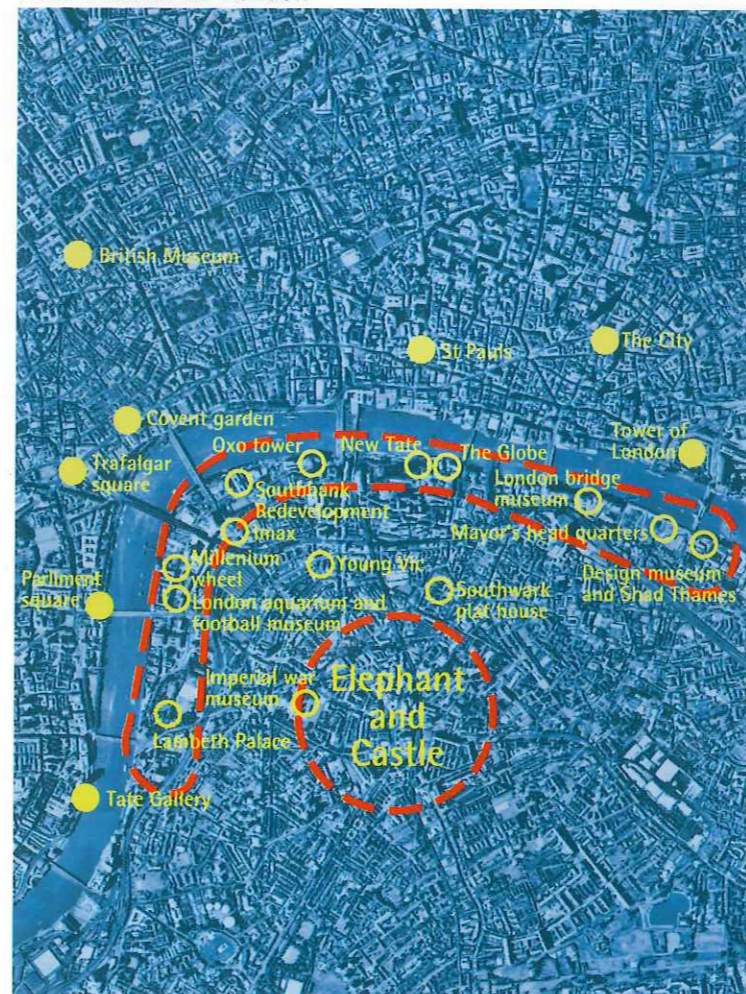 British Museum
St Pauls
The City
Covent garden
Trafalgar
square
Oxo tower
New Tate
The Globe
Tower of
London
Southbank
Redevelopment
London bridge
museum
Imax
Mayor's head quarters
Millenium
wheel
Young Vic
Design museum
and Shad Thames
Parliment
square
London aquarium and
football museum
Southwark
plat house
Imperial war
museum
Elephant
and
Castle
Lambeth Palace
Tate Gallery